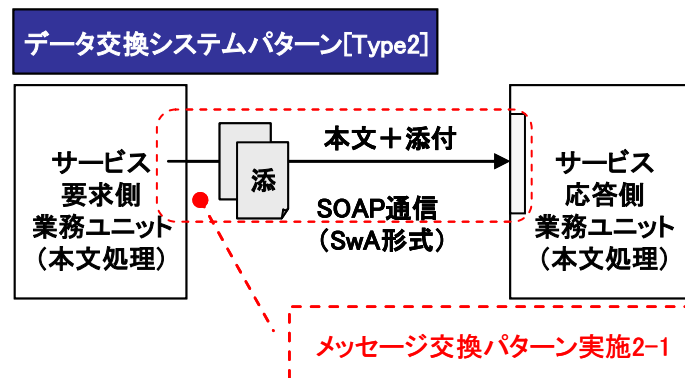 データ交換システムパターン[Type2]
サービス
要求側
業務ユニット
（本文処理）
添
本文＋添付
SOAP通信
（SwA形式）
サービス
応答側
業務ユニット
（本文処理）
メッセージ交換パターン実施2-1